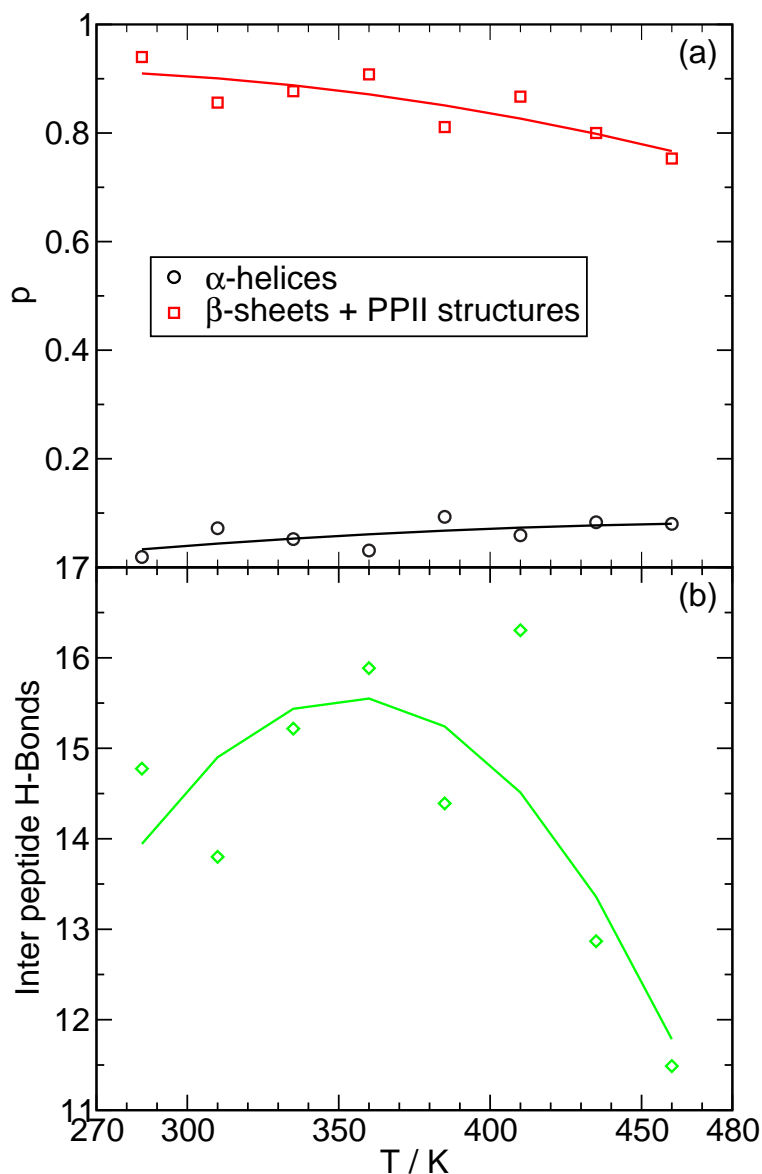 1
(a)
0.8
0.6
p
α-helices
β-sheets + PPII structures
0.4
0.2
17
(b)
16
15
Inter peptide H-Bonds
14
13
12
11
270 300 350 400 450 480
T / K